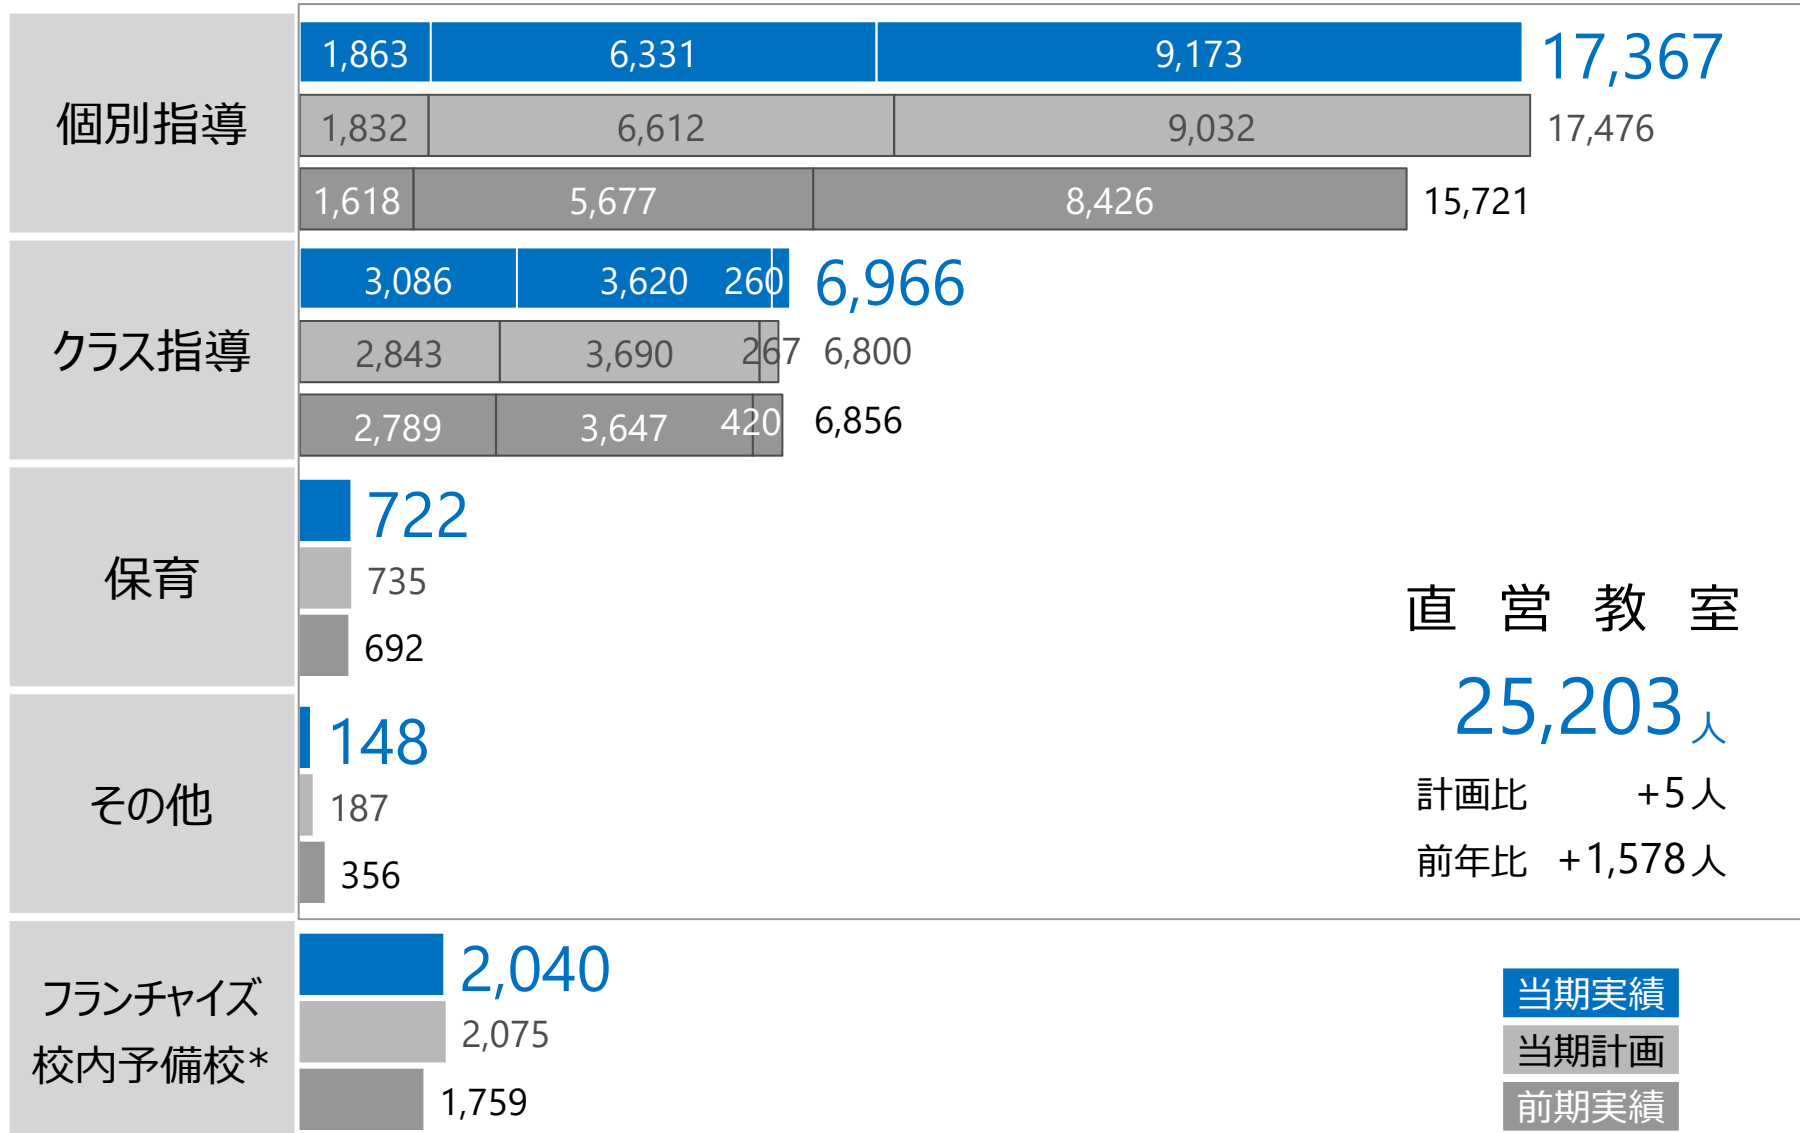 個別指導
1,863 6,331 9,173 17,367
1,832 6,612 9,032 17,476
1,618 5,677 8,426 15,721
クラス指導
3,086 3,620 260 6,966
2,843 3,690 267 6,800
2,789 3,647 420 6,856
保育
722
735
692
その他
148
187
356
直営教室
25,203人
計画比 +5人
前年比 +1,578人
フランチャイズ
校内予備校*
2,040
2,075
1,759
当期実績
当期計画
前期実績